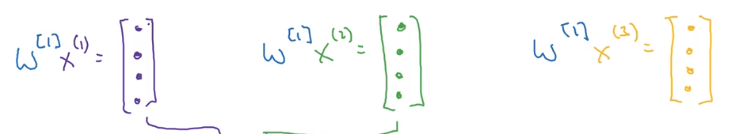 W^{[1]} x^{(1)} = [⋮] W^{[1]} x^{(2)} = [⋮] W^{[1]} x^{(3)} = [⋮]